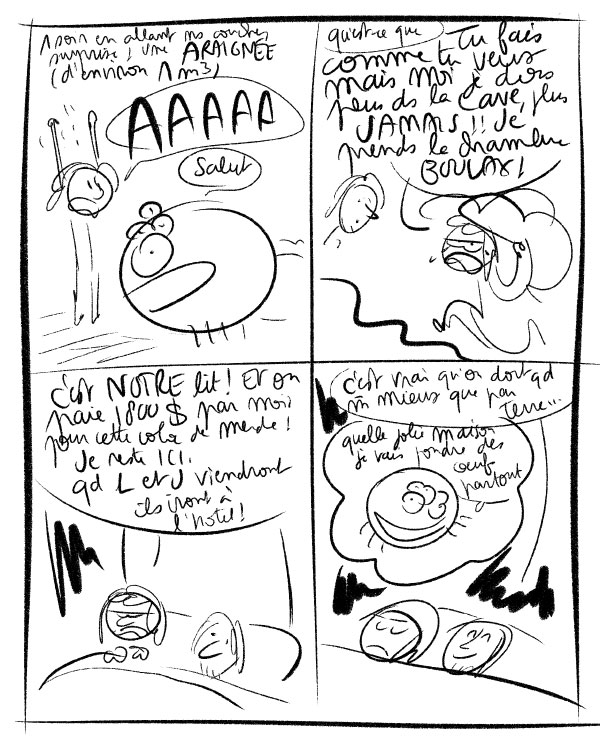 1 soir en allant ns coucher
surprise ! une ARAIGNÉE
(d'environ 1 m³)
AAAAA
Salut
qu'est-ce que
Tu fais
comme tu veux
mais moi je dors
plus ds la cave, plus
JAMAIS !! Je
prends la chambre
C'est NOTRE lit ! Et on
paie 1800 $ par mois
pour cette coloc de merde !
Je reste ICI.
qd L et J viendront
ils iront à
l'hotel !
c'est vrai qu'on dort qd
m̂ mieux que par
terre...
quelle jolie maison
je vais pondre des
oeufs
partout